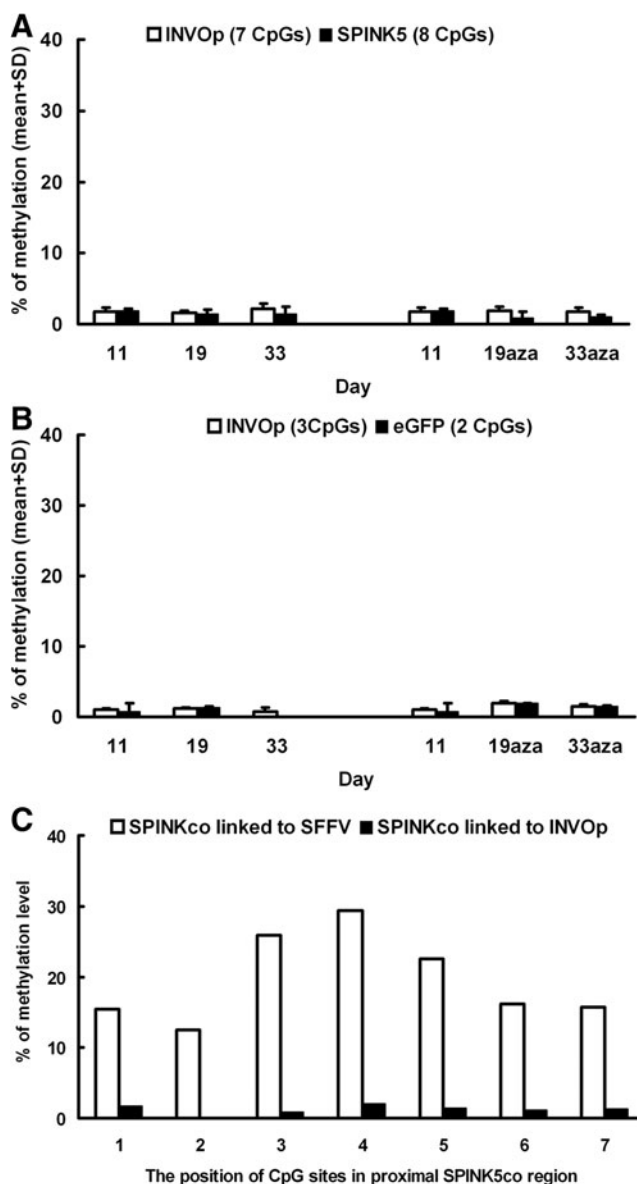 A
INVOp (7 CpGs) SPINK5 (8 CpGs)
% of methylation (mean+SD)
40
30
20
10
0
11 19 33 11 19aza 33aza
Day
B
INVOp (3CpGs) eGFP (2 CpGs)
% of methylation (mean+SD)
40
30
20
10
0
11 19 33 11 19aza 33aza
Day
C
SPINKco linked to SFFV SPINKco linked to INVOp
% of methylation level
40
30
20
10
0
1 2 3 4 5 6 7
The position of CpG sites in proximal SPINK5co region